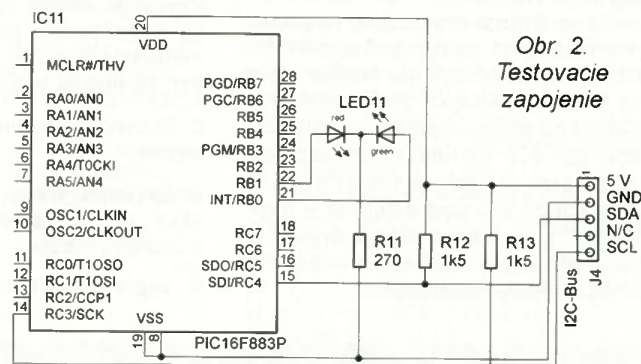 IC11
20
VDD
1 MCLR#/THV
2 RA0/AN0
3 RA1/AN1
4 RA2/AN2
5 RA3/AN3
6 RA4/T0CKI
7 RA5/AN4
9 OSC1/CLKIN
10 OSC2/CLKOUT
11 RC0/T1OSO
12 RC1/T1OSI
13 RC2/CCP1
14 RC3/SCK
PGD/RB7 28
PGC/RB6 27
RB5 26
RB4 25
PGM/RB3 24
RB2 23
RB1 22
INT/RB0 21
RC7 18
RC6 17
SDO/RC5 16
SDI/RC4 15
VSS
19
8
PIC16F883P
LED11
red
green
R11
270
R12
1k5
R13
1k5
Obr. 2.
Testovacie
zapojenie
1
5 V
GND
SDA
N/C
SCL
I2C-Bus
J4